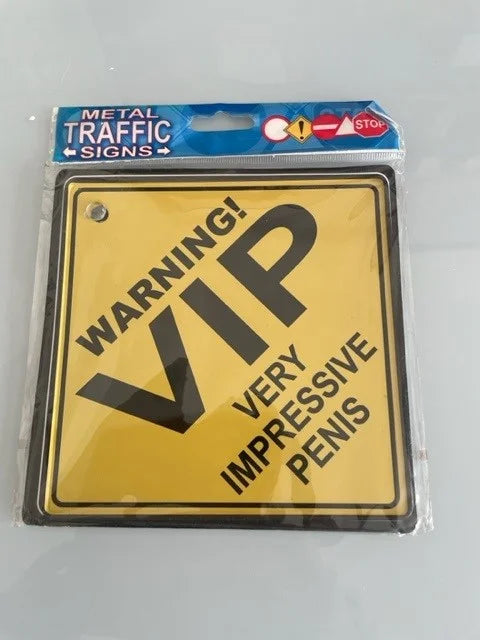 METAL
TRAFFIC
SIGNS
STOP
WARNING!
VIP
VERY
IMPRESSIVE
PENIS